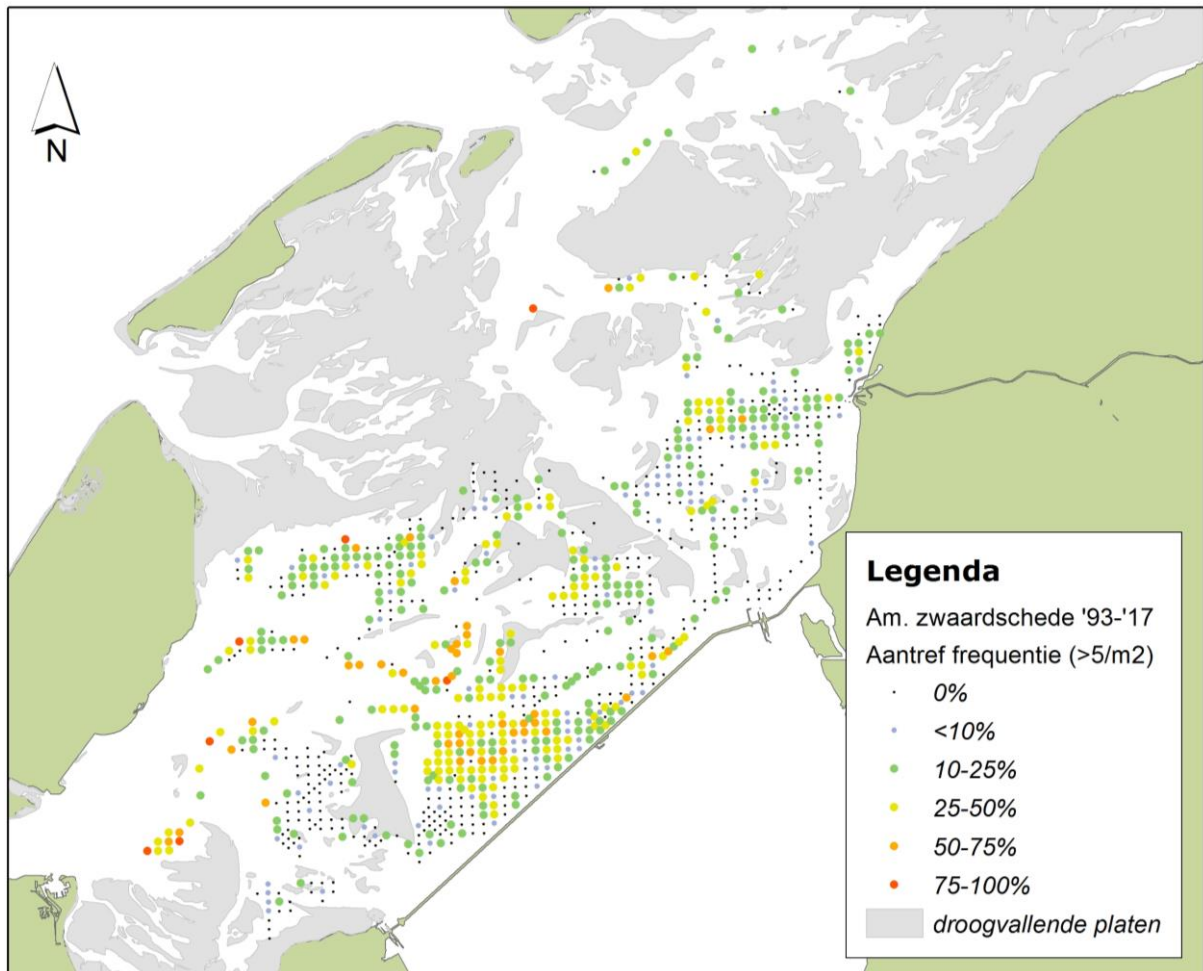 N
Legenda
Am. zwaardschede '93-'17
Aantref frequentie (>5/m2)
0%
<10%
10-25%
25-50%
50-75%
75-100%
droogvallende platen